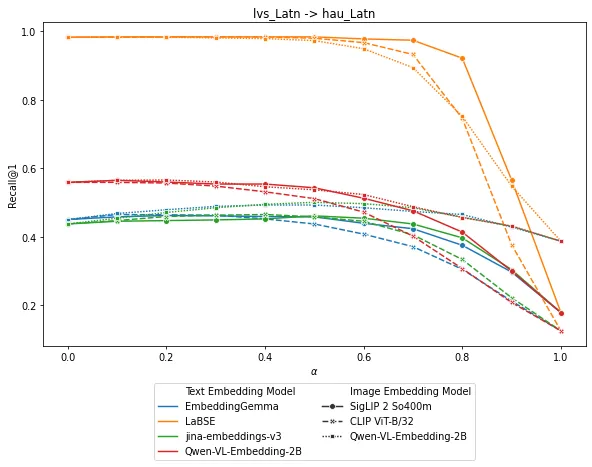 lvs_Latn -> hau_Latn
Recall@1
1.0
0.8
0.6
0.4
0.2
0.0 0.2 0.4 0.6 0.8 1.0
α
Text Embedding Model Image Embedding Model
EmbeddingGemma SigLIP 2 So400m
LaBSE CLIP ViT-B/32
jina-embeddings-v3 Qwen-VL-Embedding-2B
Qwen-VL-Embedding-2B